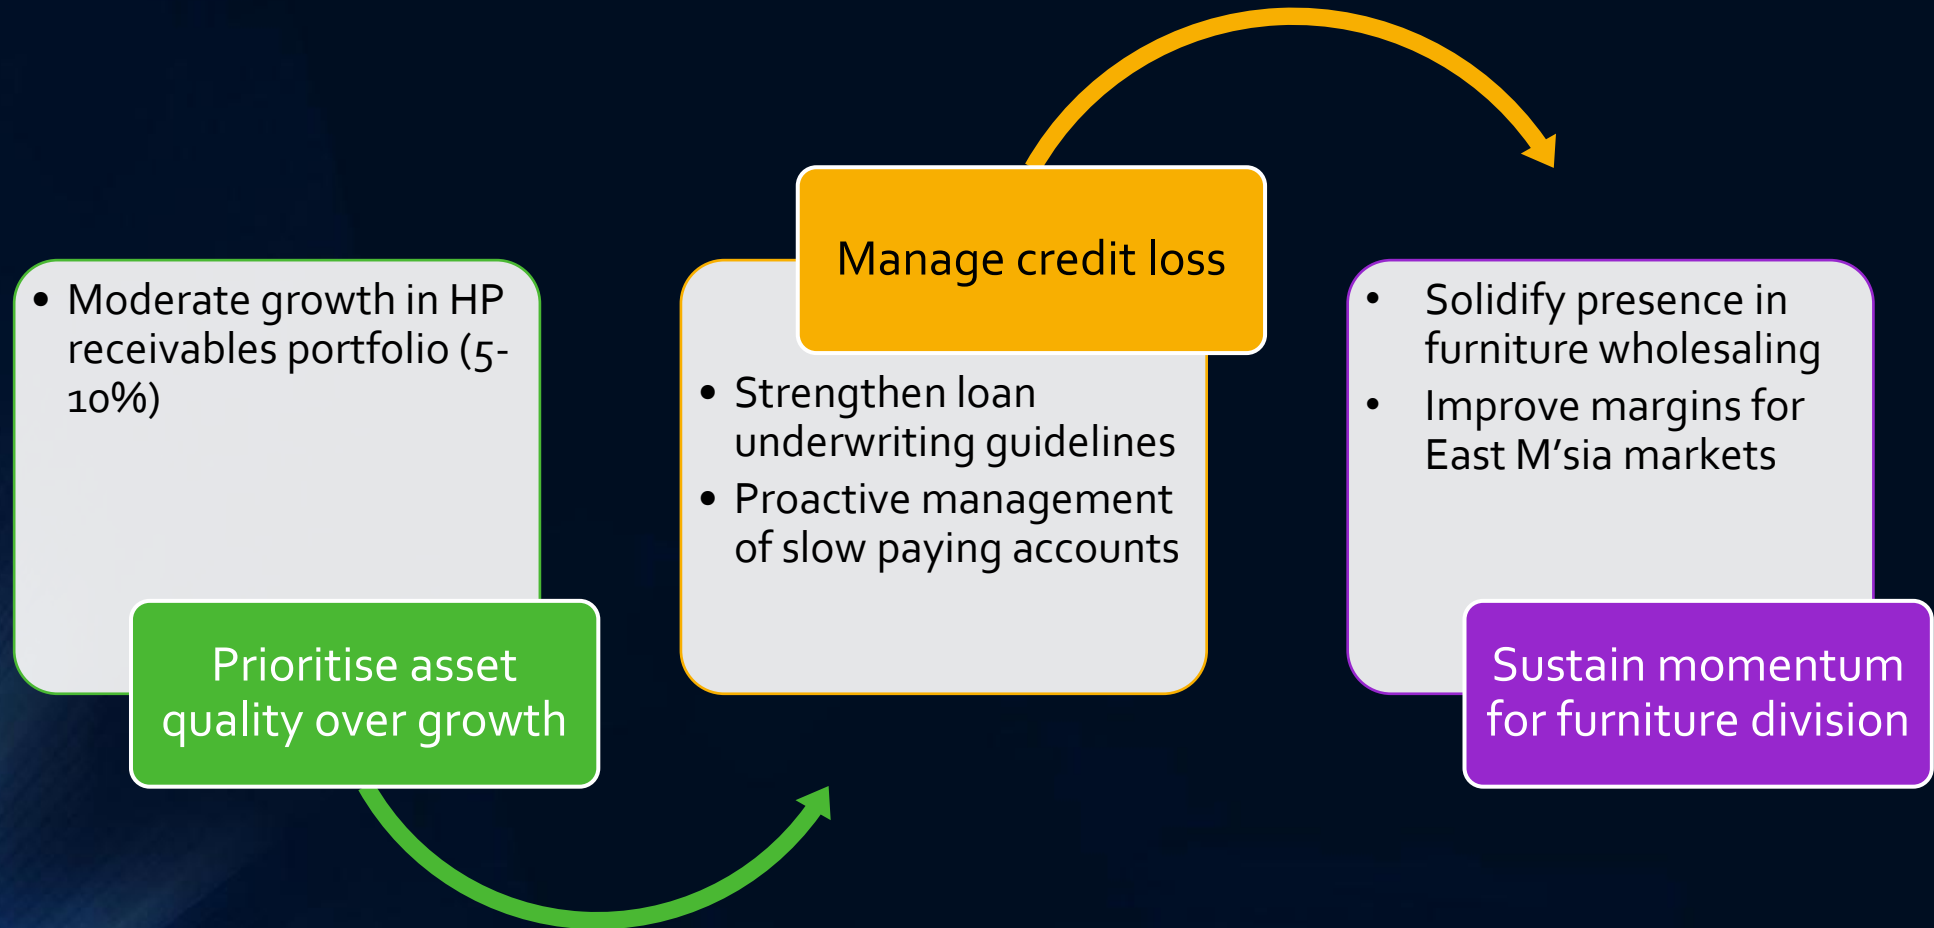 • Moderate growth in HP
receivables portfolio (5-
10%)
Prioritise asset
quality over growth
Manage credit loss
• Strengthen loan
underwriting guidelines
• Proactive management
of slow paying accounts
• Solidify presence in
furniture wholesaling
• Improve margins for
East M’sia markets
Sustain momentum
for furniture division